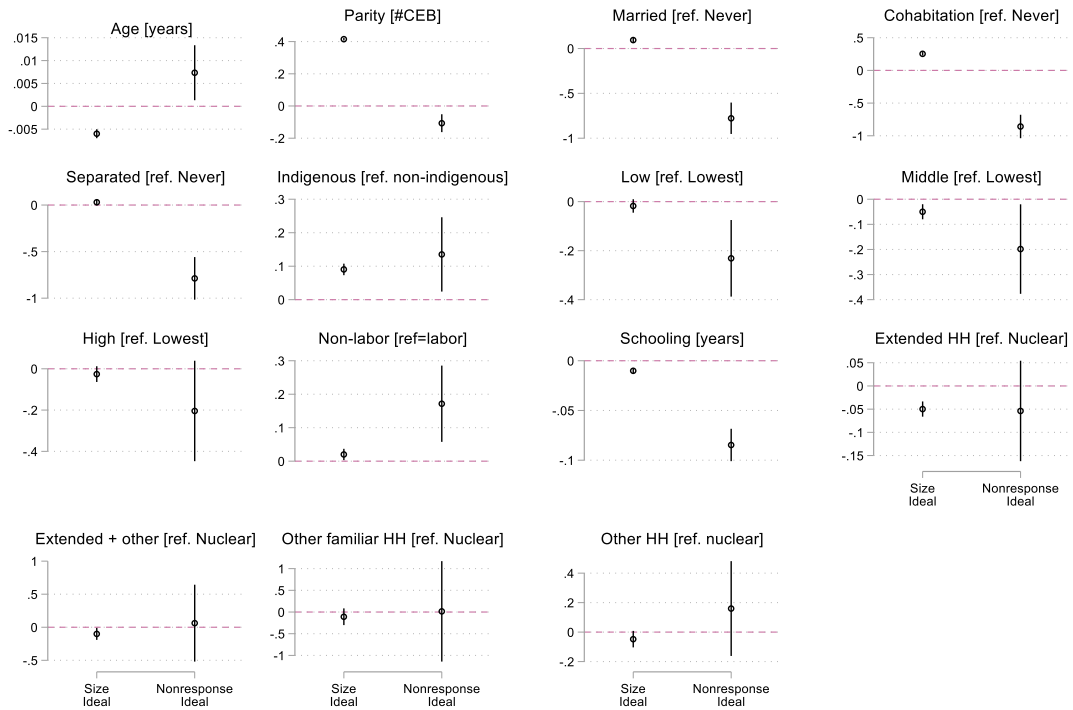 Age [years]
.015
.01
.005
0
-.005
Parity [#CEB]
.4
.2
0
-.2
Married [ref. Never]
0
-.5
-1
Cohabitation [ref. Never]
.5
0
-.5
-1
Separated [ref. Never]
0
-.5
-1
Indigenous [ref. non-indigenous]
.3
.2
.1
0
Low [ref. Lowest]
0
-.2
-.4
Middle [ref. Lowest]
0
-.1
-.2
-.3
-.4
High [ref. Lowest]
0
-.2
-.4
Non-labor [ref=labor]
.3
.2
.1
0
Schooling [years]
0
-.05
-.1
Extended HH [ref. Nuclear]
.05
0
-.05
-.1
-.15
Size
Ideal
Nonresponse
Ideal
Extended + other [ref. Nuclear]
1
.5
0
-.5
Size
Ideal
Nonresponse
Ideal
Other familiar HH [ref. Nuclear]
1
.5
0
-.5
-1
Size
Ideal
Nonresponse
Ideal
Other HH [ref. nuclear]
.4
.2
0
-.2
Size
Ideal
Nonresponse
Ideal